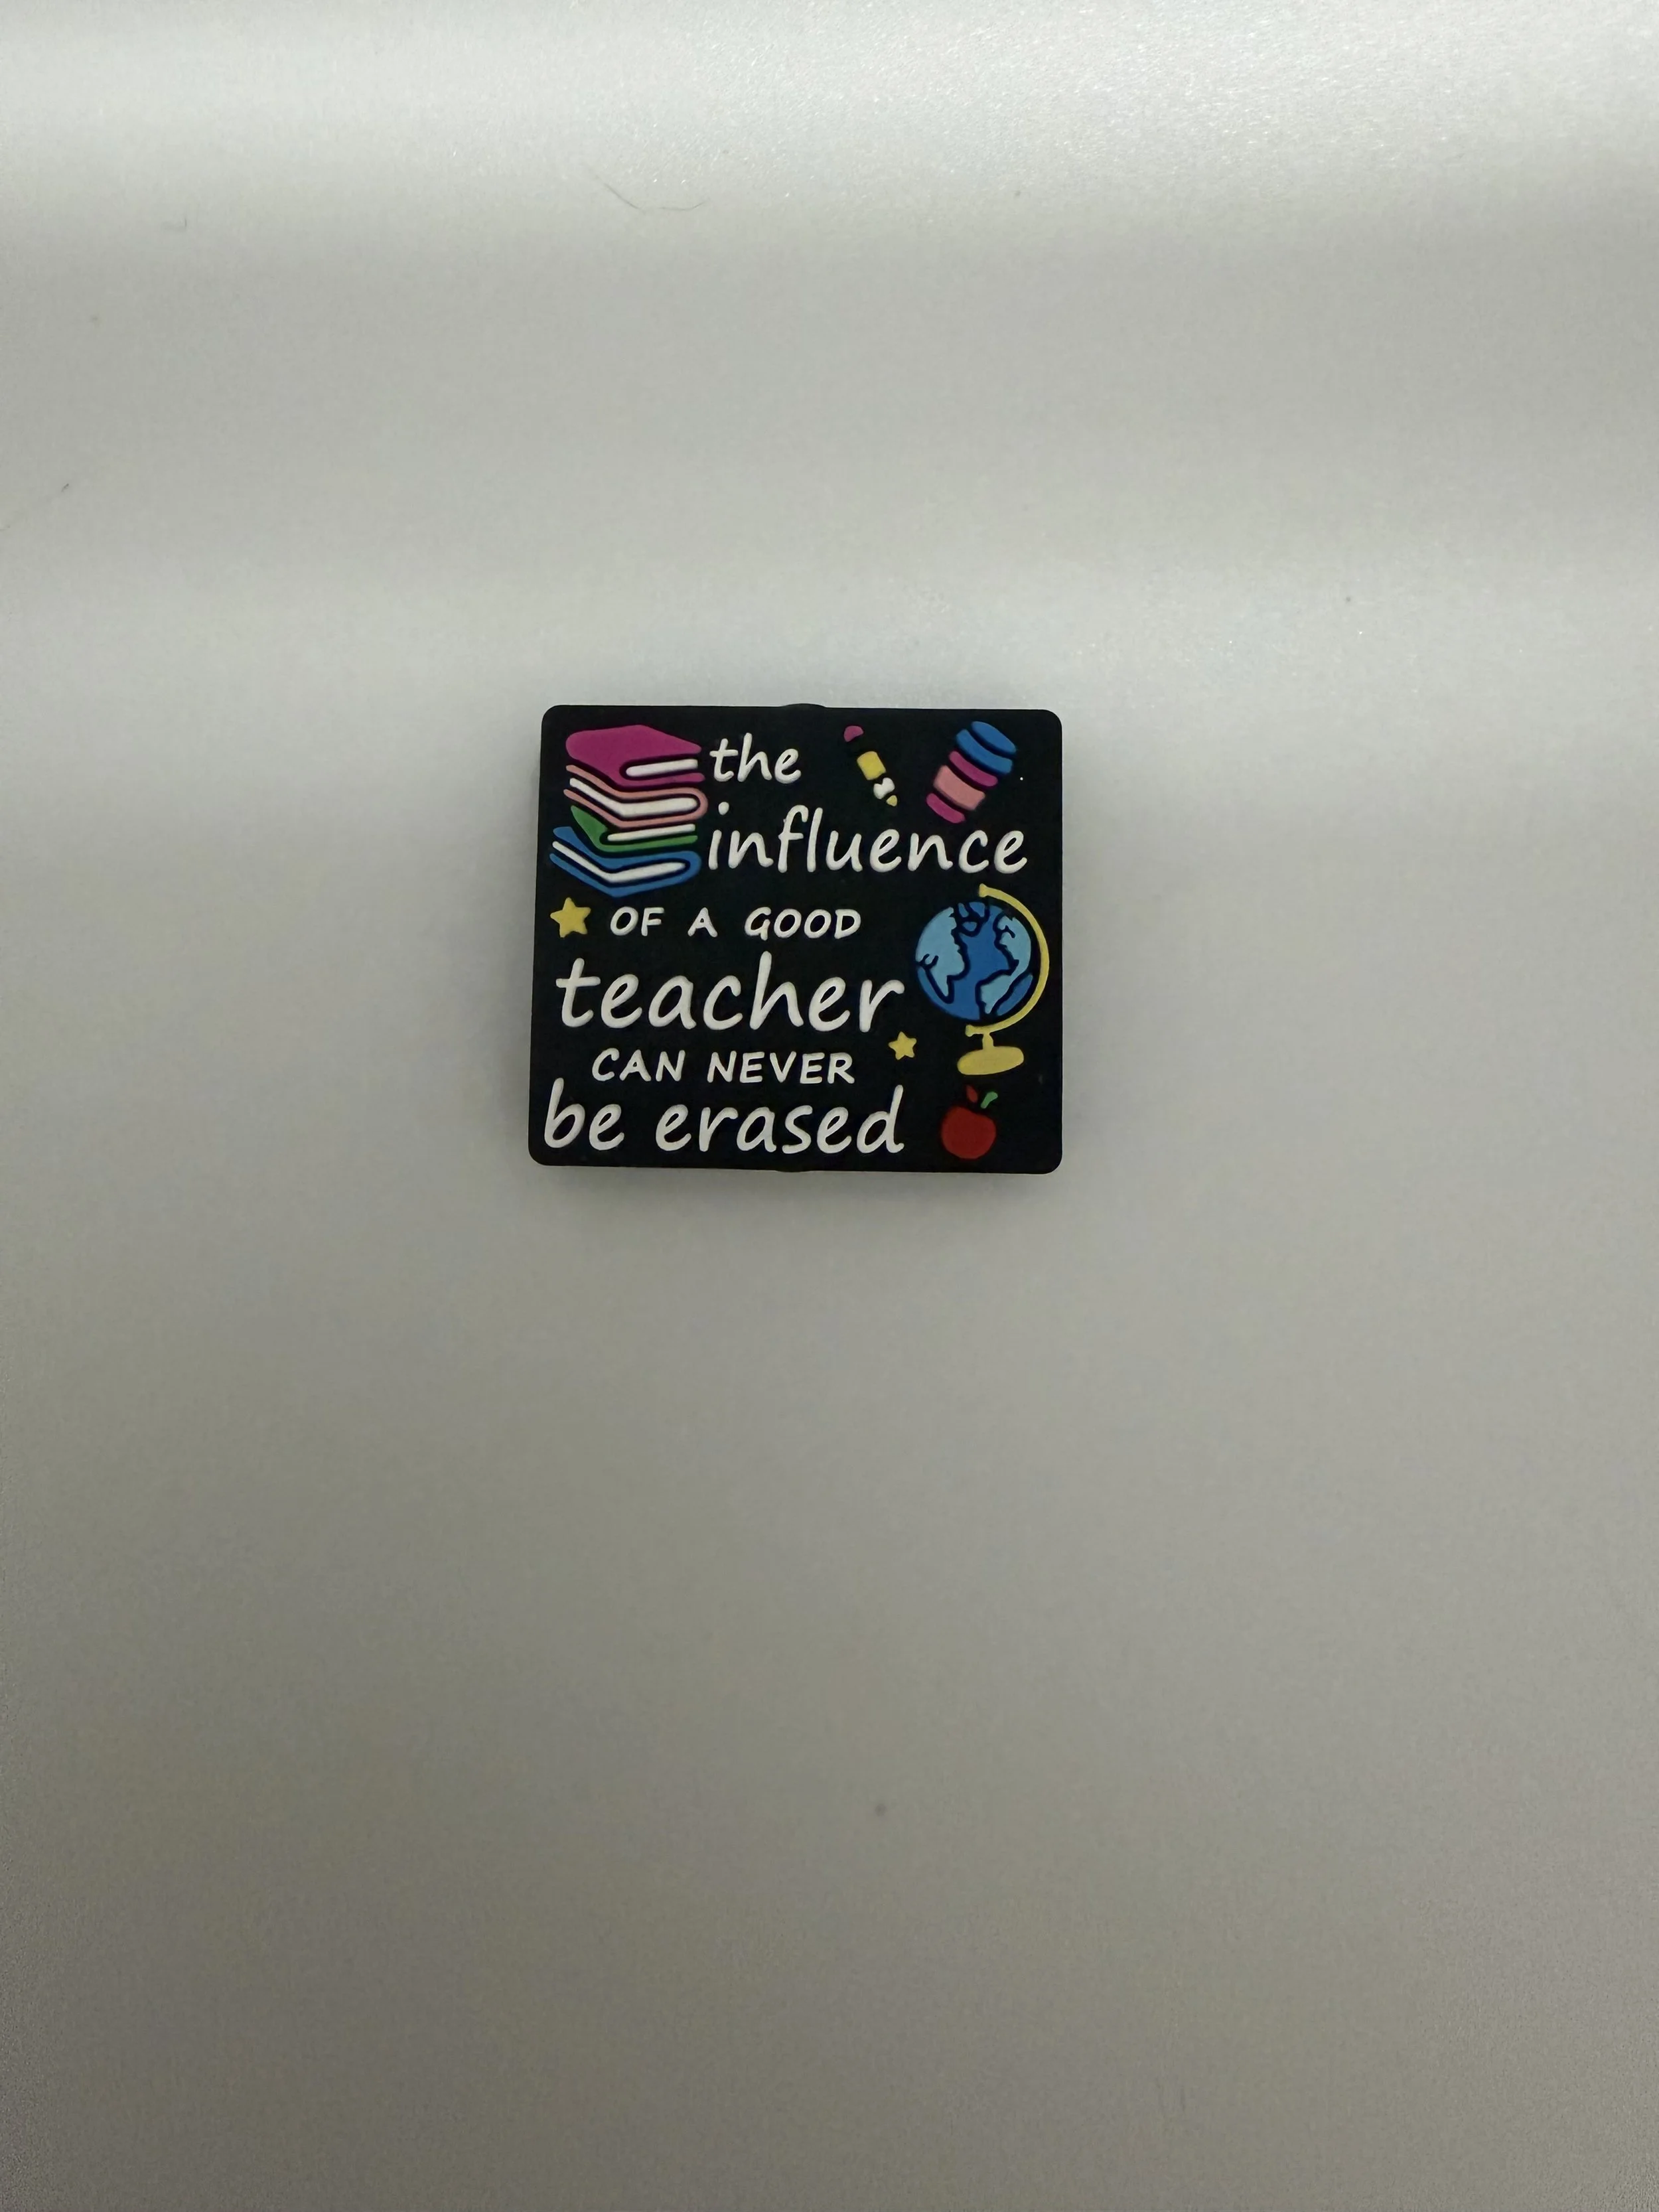 the
influence
OF A GOOD
teacher
CAN NEVER
be erased